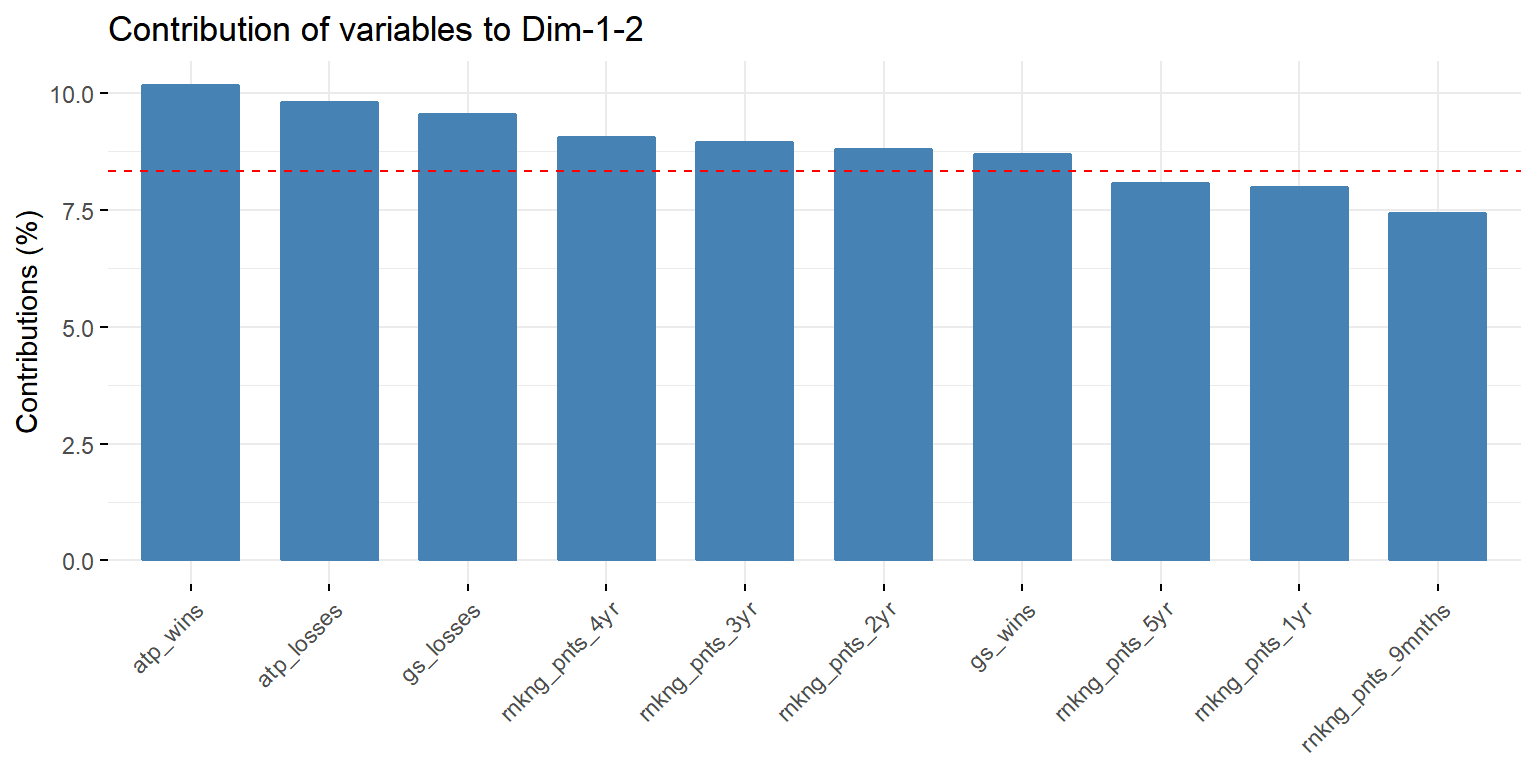 Contribution of variables to Dim-1-2
Contributions (%)
10.0
7.5
5.0
2.5
0.0
atp_wins
atp_losses
gs_losses
rnkng_pnts_4yr
rnkng_pnts_3yr
rnkng_pnts_2yr
gs_wins
rnkng_pnts_5yr
rnkng_pnts_1yr
rnkng_pnts_9mnths